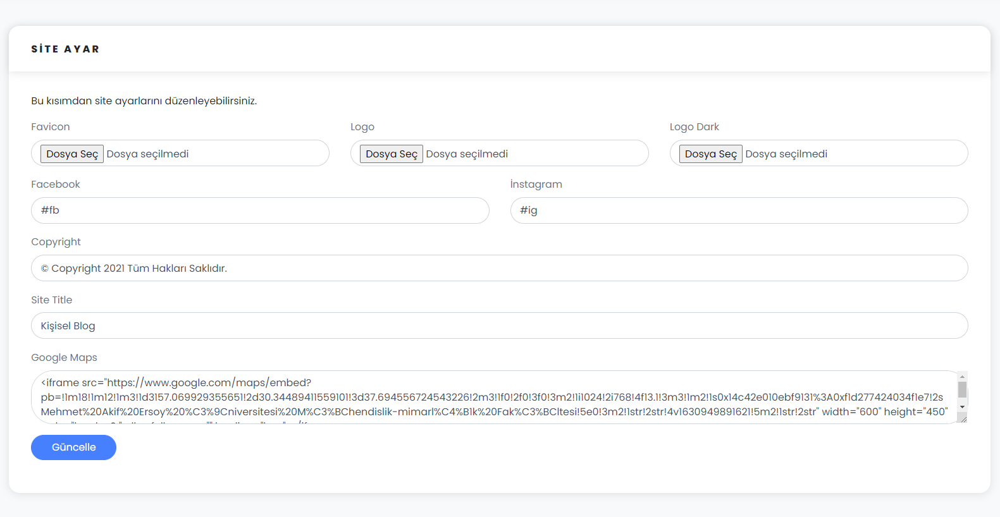 SİTE AYAR
Bu kısımdan site ayarlarını düzenleyebilirsiniz.
Favicon
Logo
Logo Dark
Dosya Seç Dosya seçilmedi
Dosya Seç Dosya seçilmedi
Dosya Seç Dosya seçilmedi
Facebook
İnstagram
#fb
#ig
Copyright
© Copyright 2021 Tüm Hakları Saklıdır.
Site Title
Kişisel Blog
Google Maps
<iframe src="https://www.google.com/maps/embed?
pb=!1m18!1m12!1m3!1d3157.069929355651!2d30.34489411559101!3d37.694556724543226!2m3!1f0!2f0!3f0!3m2!1i1024!2i768!4f13.1!3m3!1m2!1s0x14c42e010ebf9131%3A0xf1d277424034f1e7!2s
Mehmet%20Akif%20Ersoy%20%C3%9Cniversitesi%20M%C3%BChendislik-mimarl%C4%B1k%20Fak%C3%BCltesi!5e0!3m2!1str!2str!4v1630949891621!5m2!1str!2str" width="600" height="450"
Güncelle